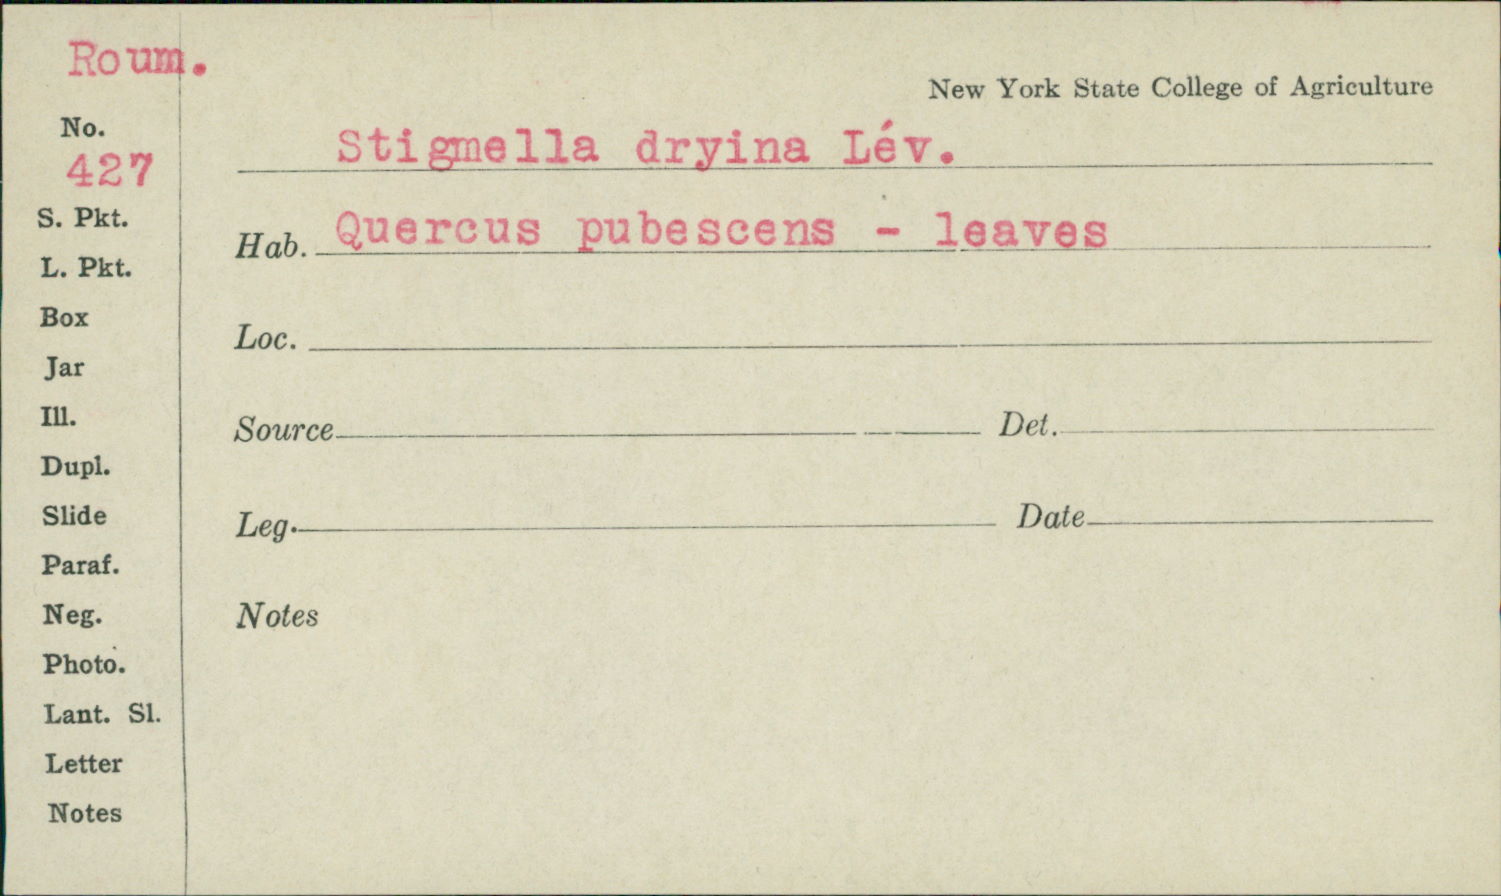 Roum.
New York State College of Agriculture
No.
427
Stigmella dryina Lév.
S. Pkt.
Hab. Quercus pubescens - leaves
L. Pkt.
Box
Loc.
Jar
Ill.
Source Det.
Dupl.
Slide
Leg. Date
Paraf.
Neg.
Notes
Photo.
Lant. Sl.
Letter
Notes